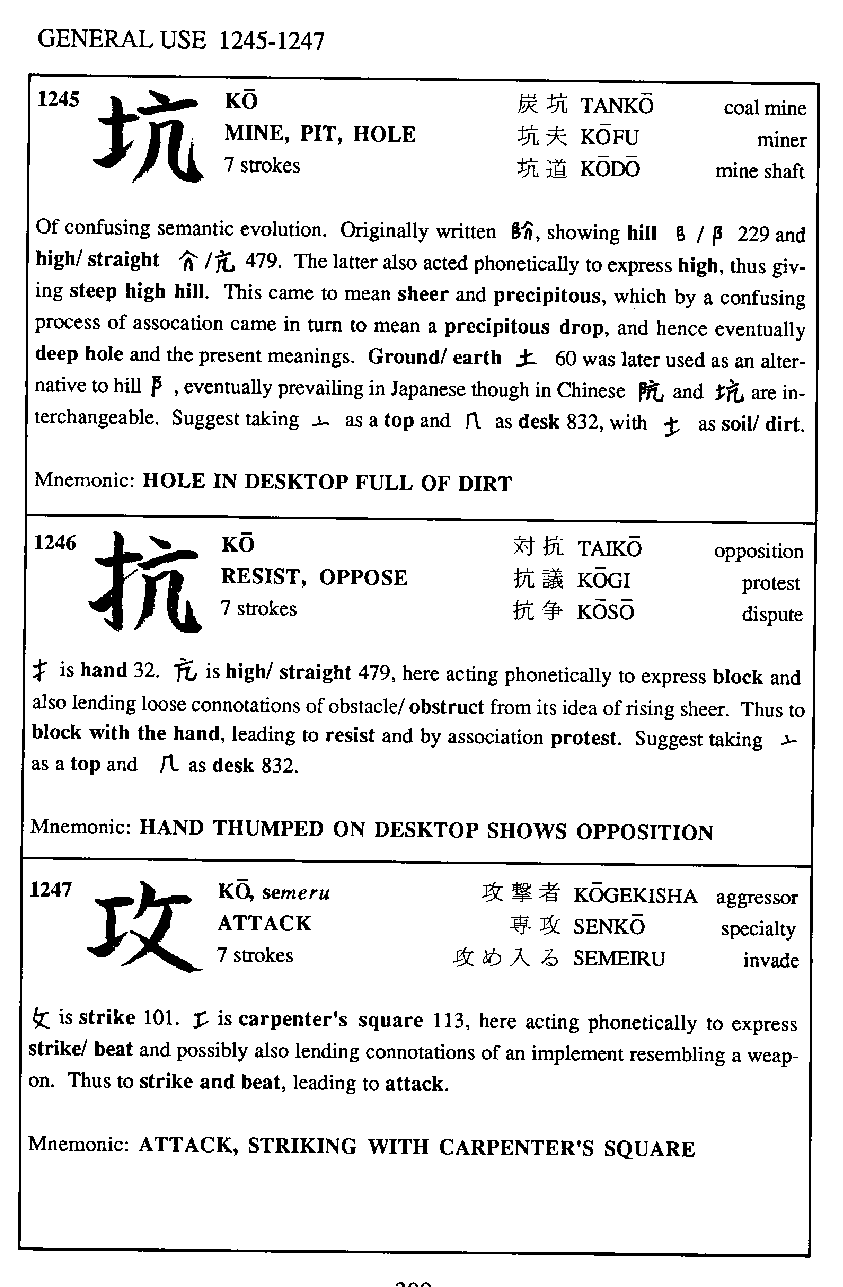 GENERAL USE 1245-1247
1245 坑 KŌ 炭坑 TANKŌ coal mine
MINE, PIT, HOLE 坑夫 KŌFU miner
7 strokes 坑道 KŌDŌ mine shaft
Of confusing semantic evolution. Originally written , showing hill / 阝 229 and
high/ straight / 亢 479. The latter also acted phonetically to express high, thus giv-
ing steep high hill. This came to mean sheer and precipitous, which by a confusing
process of assocation came in turn to mean a precipitous drop, and hence eventually
deep hole and the present meanings. Ground/ earth 土 60 was later used as an alter-
native to hill 阝, eventually prevailing in Japanese though in Chinese 阬 and 坑 are in-
terchangeable. Suggest taking 亠 as a top and 几 as desk 832, with 土 as soil/ dirt.
Mnemonic: HOLE IN DESKTOP FULL OF DIRT
1246 抗 KŌ 対抗 TAIKŌ opposition
RESIST, OPPOSE 抗議 KŌGI protest
7 strokes 抗争 KŌSŌ dispute
扌 is hand 32. 亢 is high/ straight 479, here acting phonetically to express block and
also lending loose connotations of obstacle/ obstruct from its idea of rising sheer. Thus to
block with the hand, leading to resist and by association protest. Suggest taking 亠
as a top and 几 as desk 832.
Mnemonic: HAND THUMPED ON DESKTOP SHOWS OPPOSITION
1247 攻 KŌ, semeru 攻撃者 KŌGEKISHA aggressor
ATTACK 専攻 SENKŌ specialty
7 strokes 攻め入る SEMEIRU invade
攵 is strike 101. 工 is carpenter's square 113, here acting phonetically to express
strike/ beat and possibly also lending connotations of an implement resembling a weap-
on. Thus to strike and beat, leading to attack.
Mnemonic: ATTACK, STRIKING WITH CARPENTER'S SQUARE